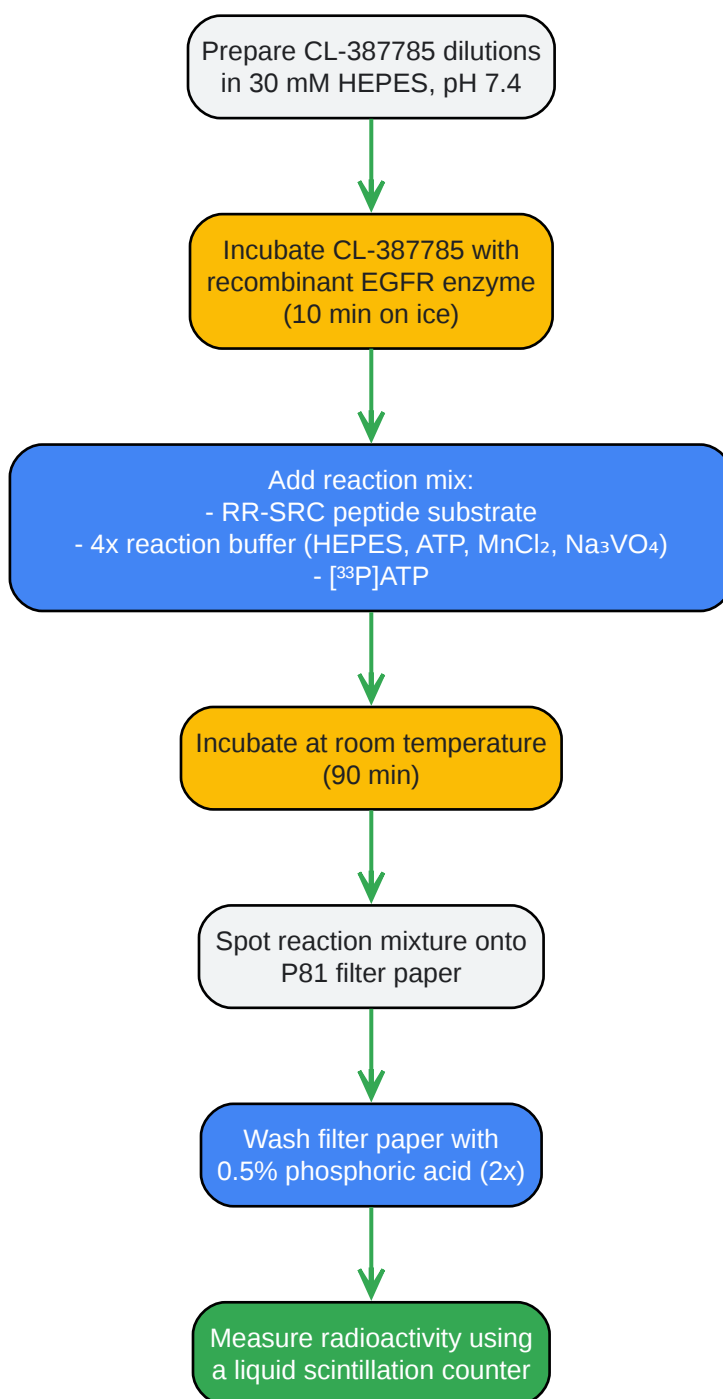 Prepare CL-387785 dilutions
in 30 mM HEPES, pH 7.4
Incubate CL-387785 with
recombinant EGFR enzyme
(10 min on ice)
Add reaction mix:
- RR-SRC peptide substrate
- 4x reaction buffer (HEPES, ATP, MnCl₂, Na₃VO₄)
- [³³P]ATP
Incubate at room temperature
(90 min)
Spot reaction mixture onto
P81 filter paper
Wash filter paper with
0.5% phosphoric acid (2x)
Measure radioactivity using
a liquid scintillation counter